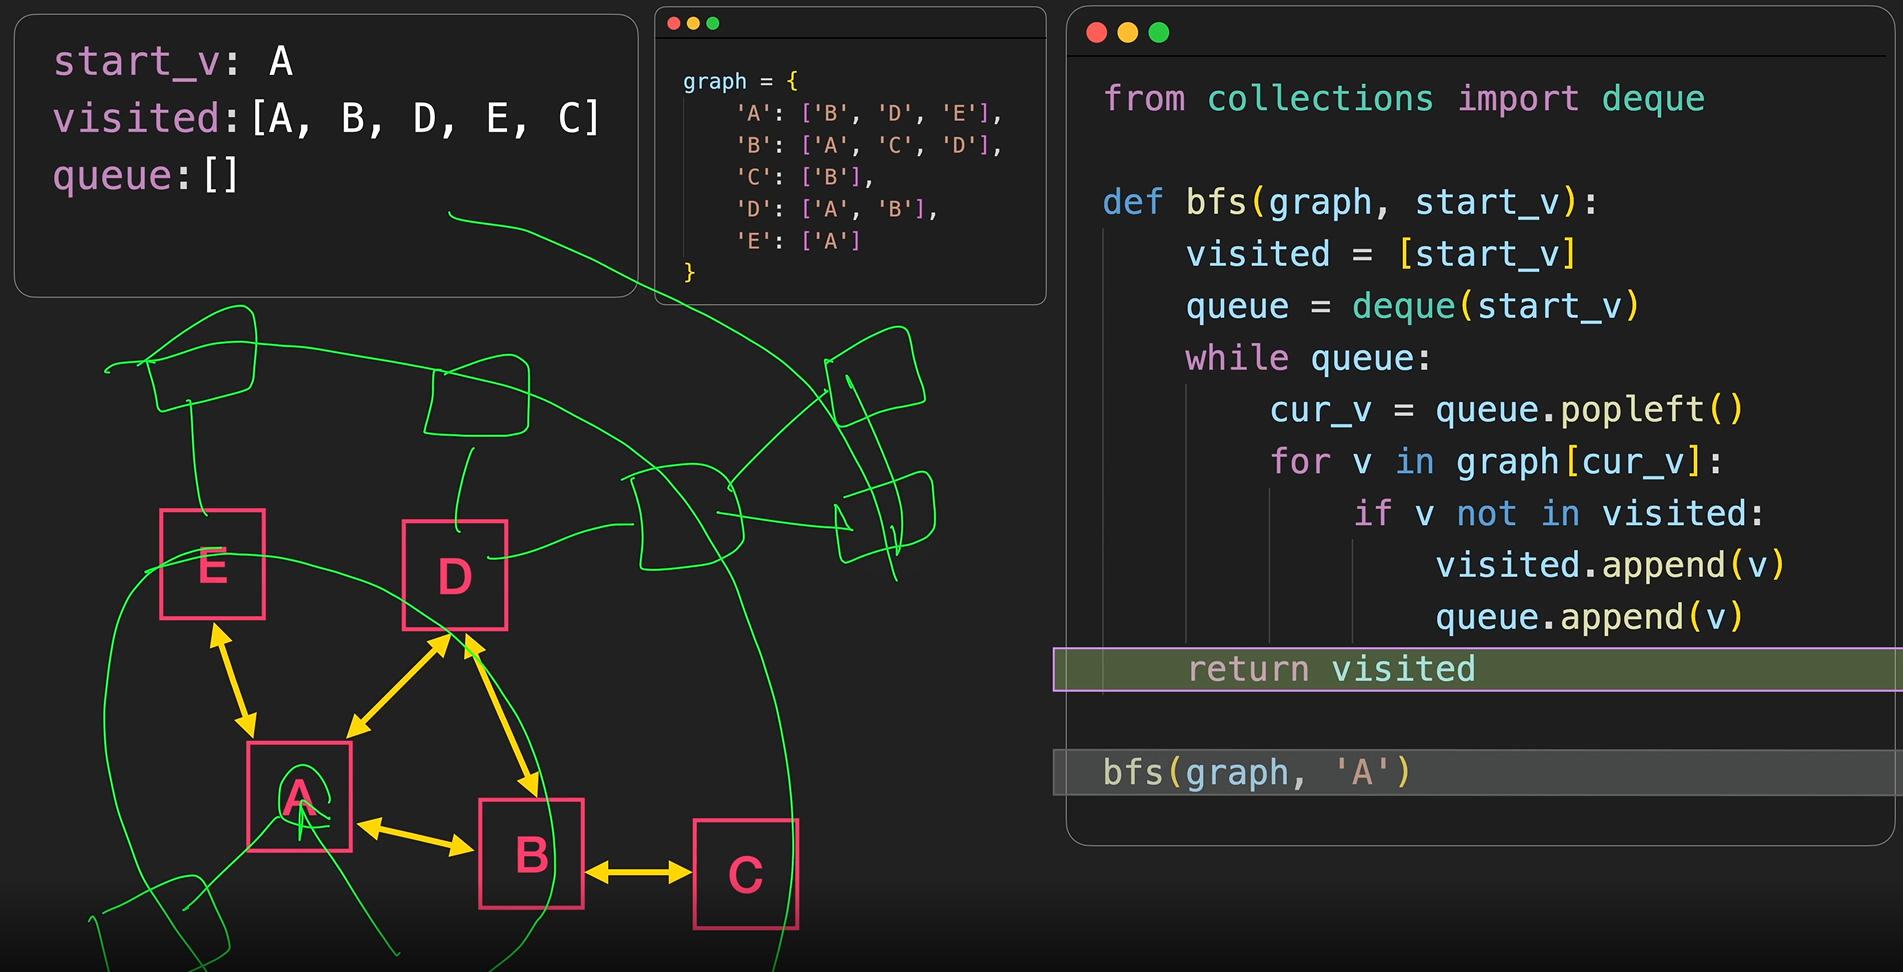 start_v: A
visited:[A, B, D, E, C]
queue:[]
graph = {
'A': ['B', 'D', 'E'],
'B': ['A', 'C', 'D'],
'C': ['B'],
'D': ['A', 'B'],
'E': ['A']
}
from collections import deque
def bfs(graph, start_v):
visited = [start_v]
queue = deque(start_v)
while queue:
cur_v = queue.popleft()
for v in graph[cur_v]:
if v not in visited:
visited.append(v)
queue.append(v)
return visited
bfs(graph, 'A')
E
D
A
B
C